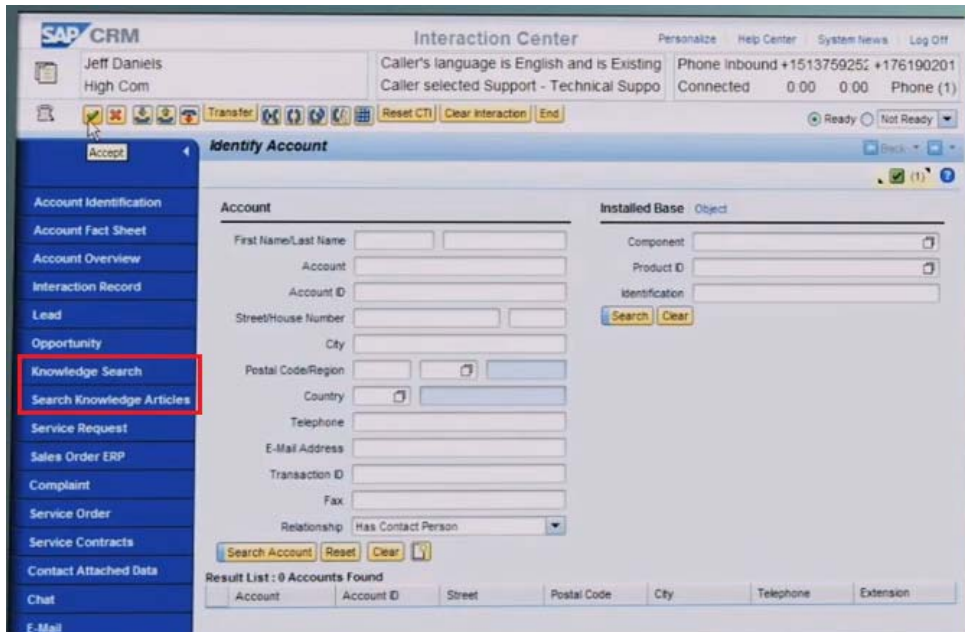 SAP CRM
Interaction Center
Personalize Help Center System News Log Off
Jeff Daniels
High Com
Caller's language is English and is Existing
Caller selected Support - Technical Suppo
Phone Inbound +1513759252 +176190201
Connected 0:00 0:00 Phone (1)
Transfer Reset CTI Clear Interaction End
Ready Not Ready
Accept
Identify Account
Back
(1)
Account Identification
Account Fact Sheet
Account Overview
Interaction Record
Lead
Opportunity
Knowledge Search
Search Knowledge Articles
Service Request
Sales Order ERP
Complaint
Service Order
Service Contracts
Contact Attached Data
Chat
E-Mail
Account
First Name/Last Name
Account
Account ID
Street/House Number
City
Postal Code/Region
Country
Telephone
E-Mail Address
Transaction ID
Fax
Relationship Has Contact Person
Search Account Reset Clear
Installed Base Object
Component
Product ID
Identification
Search Clear
Result List : 0 Accounts Found
Account Account ID Street Postal Code City Telephone Extension